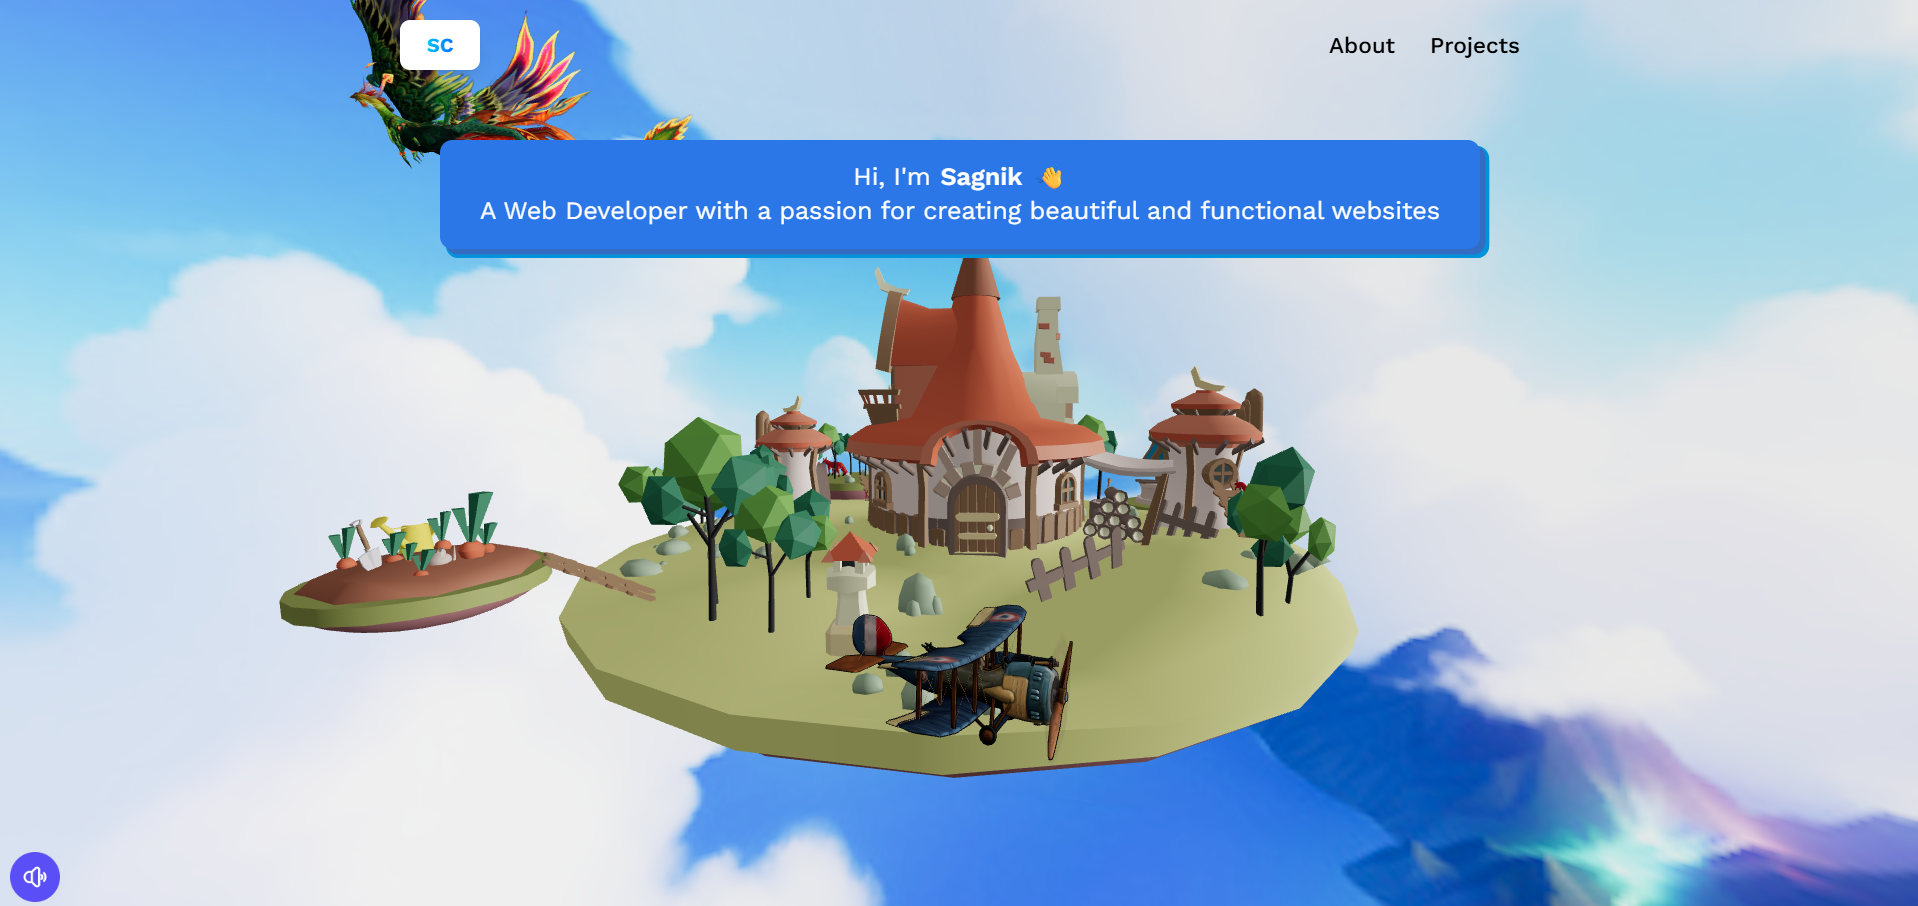 SC
About
Projects
Hi, I'm Sagnik 👋
A Web Developer with a passion for creating beautiful and functional websites